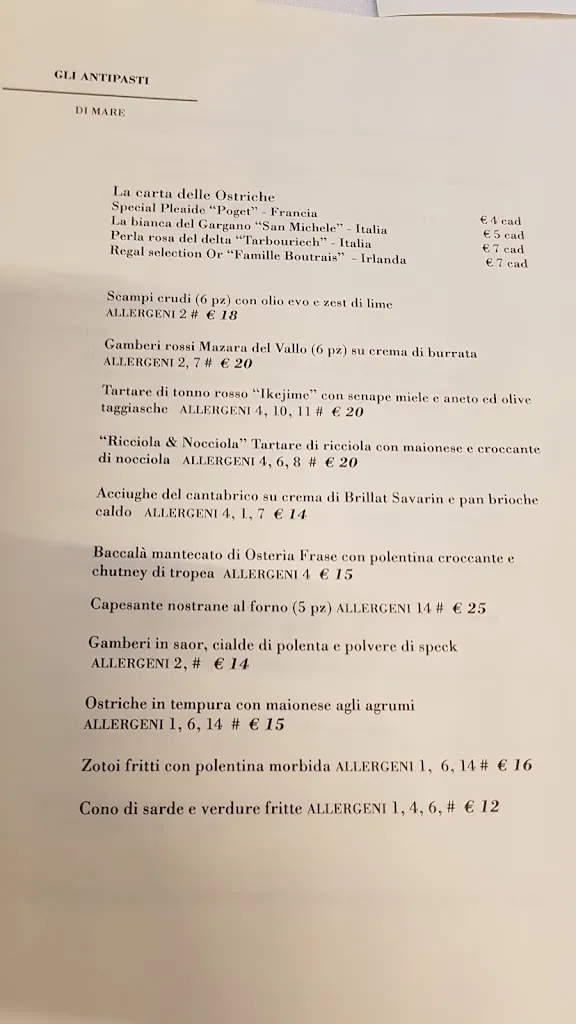 GLI ANTIPASTI
DI MARE
La carta delle Ostriche
Special Pleaide “Poget” - Francia € 4 cad
La bianca del Gargano “San Michele” - Italia € 5 cad
Perla rosa del delta “Tarbouriech” - Italia € 7 cad
Regal selection Or “Famille Boutrais” - Irlanda € 7 cad
Scampi crudi (6 pz) con olio evo e zest di lime
ALLERGENI 2 # € 18
Gamberi rossi Mazara del Vallo (6 pz) su crema di burrata
ALLERGENI 2, 7 # € 20
Tartare di tonno rosso “Ikejime” con senape miele e aneto ed olive
taggiasche ALLERGENI 4, 10, 11 # € 20
“Ricciola & Nocciola” Tartare di ricciola con maionese e croccante
di nocciola ALLERGENI 4, 6, 8 # € 20
Acciughe del cantabrico su crema di Brillat Savarin e pan brioche
caldo ALLERGENI 4, 1, 7 € 14
Baccalà mantecato di Osteria Frase con polentina croccante e
chutney di tropea ALLERGENI 4 € 15
Capesante nostrane al forno (5 pz) ALLERGENI 14 # € 25
Gamberi in saor, cialde di polenta e polvere di speck
ALLERGENI 2, # € 14
Ostriche in tempura con maionese agli agrumi
ALLERGENI 1, 6, 14 # € 15
Zotoi fritti con polentina morbida ALLERGENI 1, 6, 14 # € 16
Cono di sarde e verdure fritte ALLERGENI 1, 4, 6, # € 12